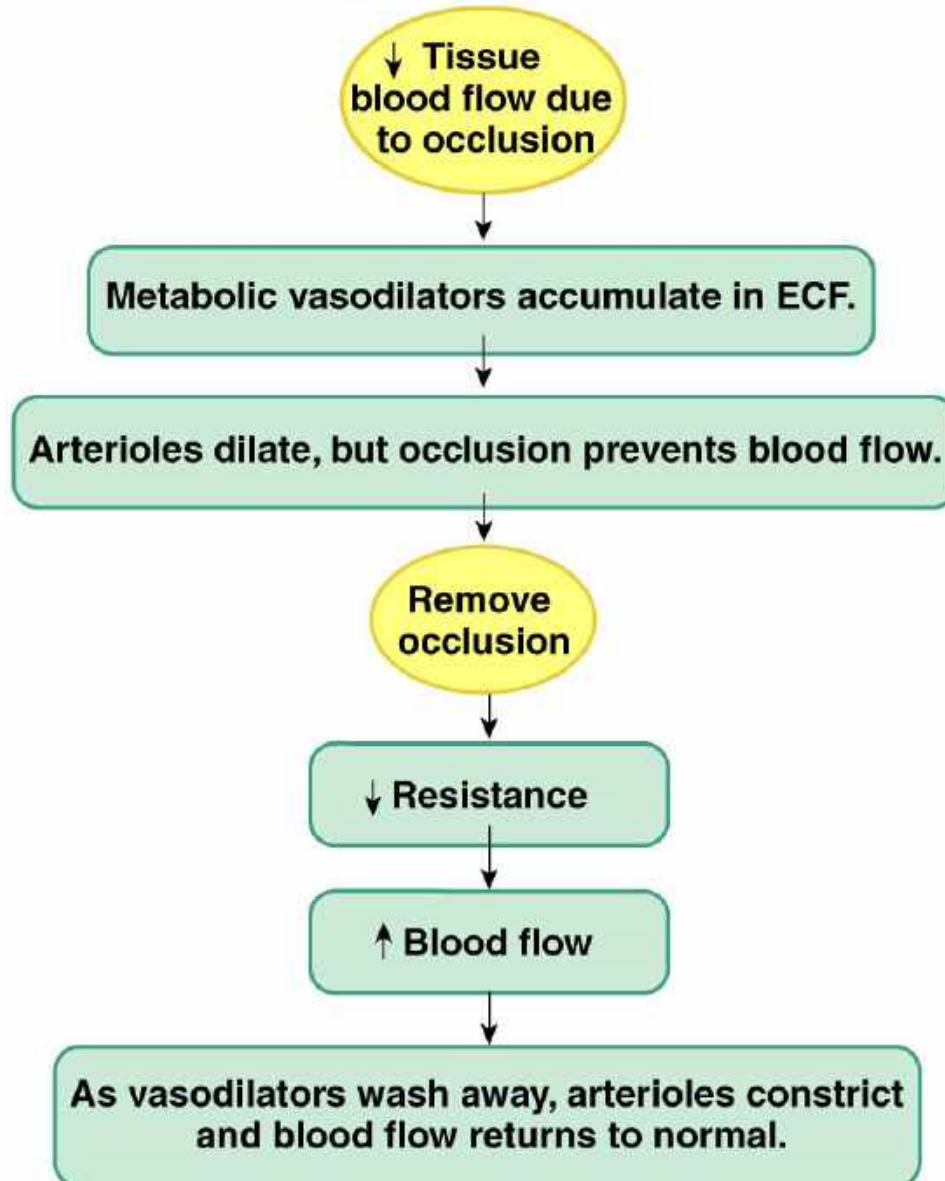 ↓ Tissue
blood flow due
to occlusion
Metabolic vasodilators accumulate in ECF.
Arterioles dilate, but occlusion prevents blood flow.
Remove
occlusion
↓ Resistance
↑ Blood flow
As vasodilators wash away, arterioles constrict
and blood flow returns to normal.